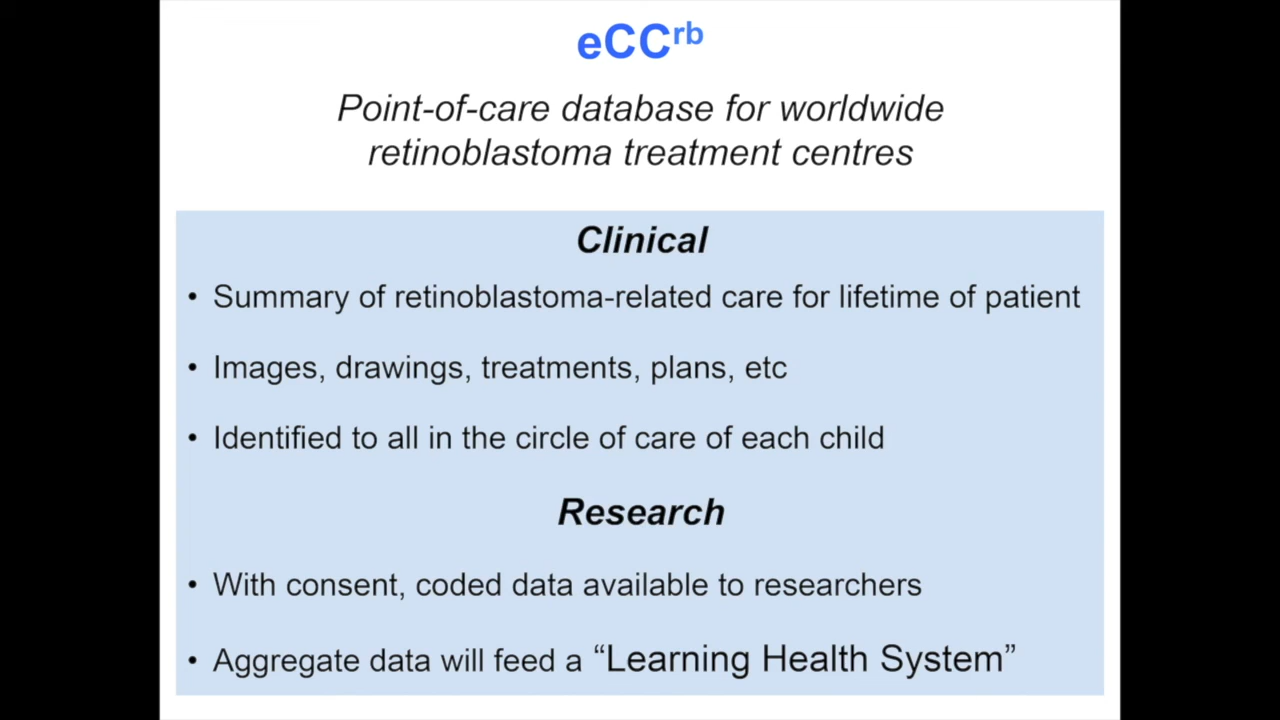 eCCrb
Point-of-care database for worldwide
retinoblastoma treatment centres
Clinical
• Summary of retinoblastoma-related care for lifetime of patient
• Images, drawings, treatments, plans, etc
• Identified to all in the circle of care of each child
Research
• With consent, coded data available to researchers
• Aggregate data will feed a “Learning Health System”